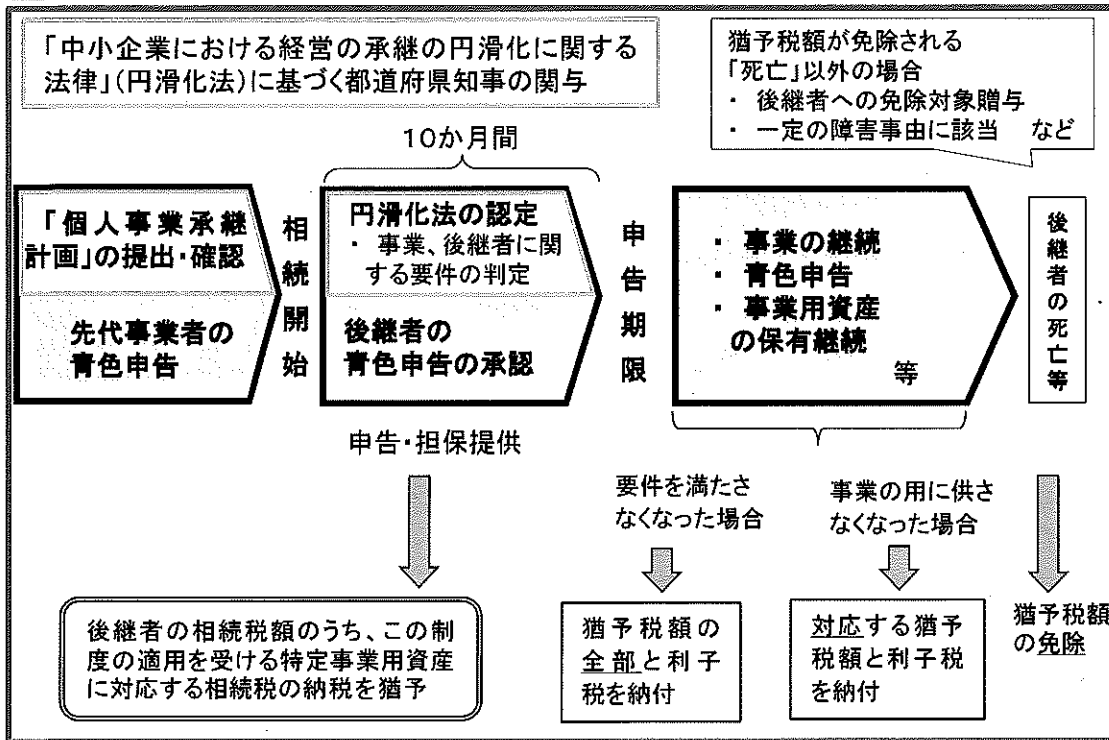 「中小企業における経営の承継の円滑化に関する
法律」(円滑化法)に基づく都道府県知事の関与
猶予税額が免除される
「死亡」以外の場合
・ 後継者への免除対象贈与
・ 一定の障害事由に該当 など
10か月間
「個人事業承継
計画」の提出・確認
先代事業者の
青色申告
相続開始
円滑化法の認定
・ 事業、後継者に関
する要件の判定
後継者の
青色申告の承認
申告期限
・ 事業の継続
・ 青色申告
・ 事業用資産
の保有継続
等
後継者の死亡等
申告・担保提供
要件を満たさ
なくなった場合
事業の用に供さ
なくなった場合
後継者の相続税額のうち、この制
度の適用を受ける特定事業用資産
に対応する相続税の納税を猶予
猶予税額の
全部と利子
税を納付
対応する猶予
税額と利子税
を納付
猶予税額
の免除